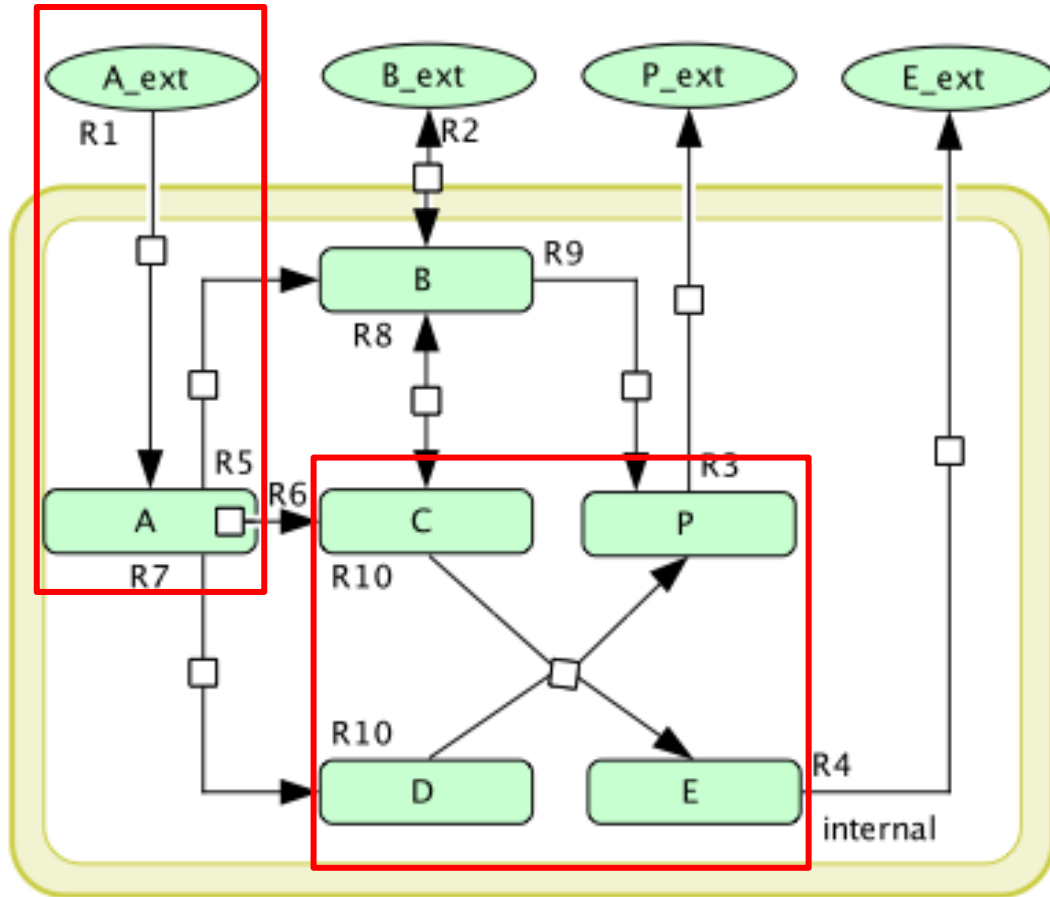 A_ext B_ext P_ext E_ext
R1 R2
B R9
R8
R5 R3
A R6 C P
R7 R10
R10
D E R4
internal